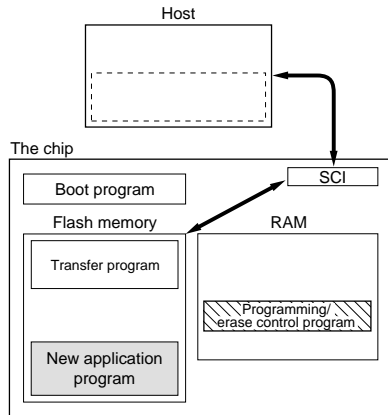 Host
The chip
SCI
Boot program
Flash memory
RAM
Transfer program
Programming/
erase control program
New application
program